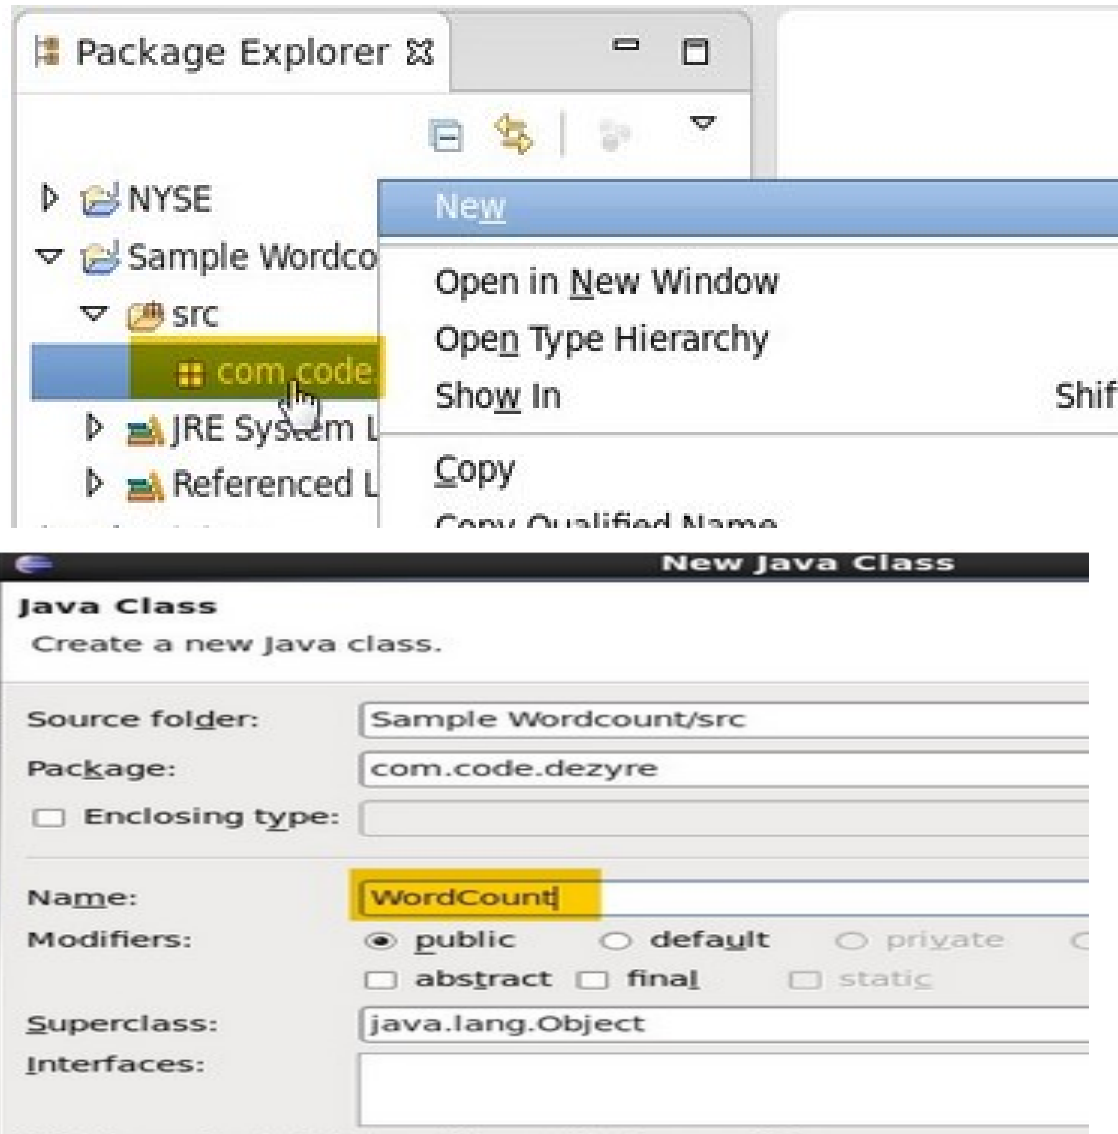 Package Explorer
NYSE
New
Sample Wordco
Open in New Window
src
Open Type Hierarchy
com.code.
Show In Shif
JRE System L
Copy
Referenced L
Copy Qualified Name
New Java Class
Java Class
Create a new Java class.
Source folder: Sample Wordcount/src
Package: com.code.dezyre
Enclosing type:
Name: WordCount
Modifiers: public default private
abstract final static
Superclass: java.lang.Object
Interfaces: